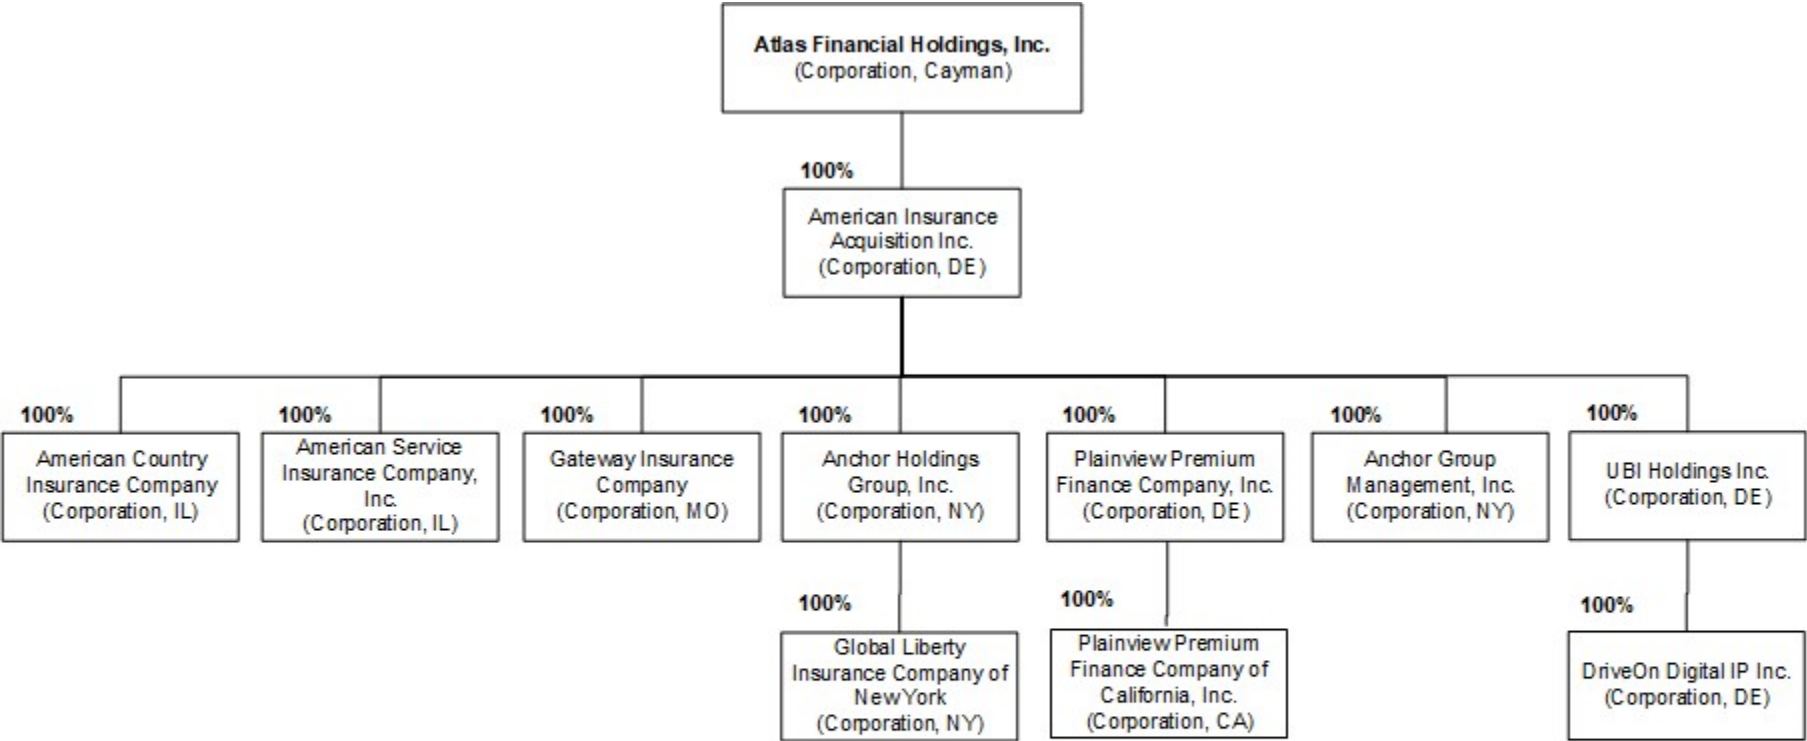 Atlas Financial Holdings, Inc.
(Corporation, Cayman)
100%
American Insurance
Acquisition Inc.
(Corporation, DE)
100%
American Country
Insurance Company
(Corporation, IL)
100%
American Service
Insurance Company,
Inc.
(Corporation, IL)
100%
Gateway Insurance
Company
(Corporation, MO)
100%
Anchor Holdings
Group, Inc.
(Corporation, NY)
100%
Plainview Premium
Finance Company, Inc.
(Corporation, DE)
100%
Anchor Group
Management, Inc.
(Corporation, NY)
100%
UBI Holdings Inc.
(Corporation, DE)
100%
Global Liberty
Insurance Company of
New York
(Corporation, NY)
100%
Plainview Premium
Finance Company of
California, Inc.
(Corporation, CA)
100%
DriveOn Digital IP Inc.
(Corporation, DE)